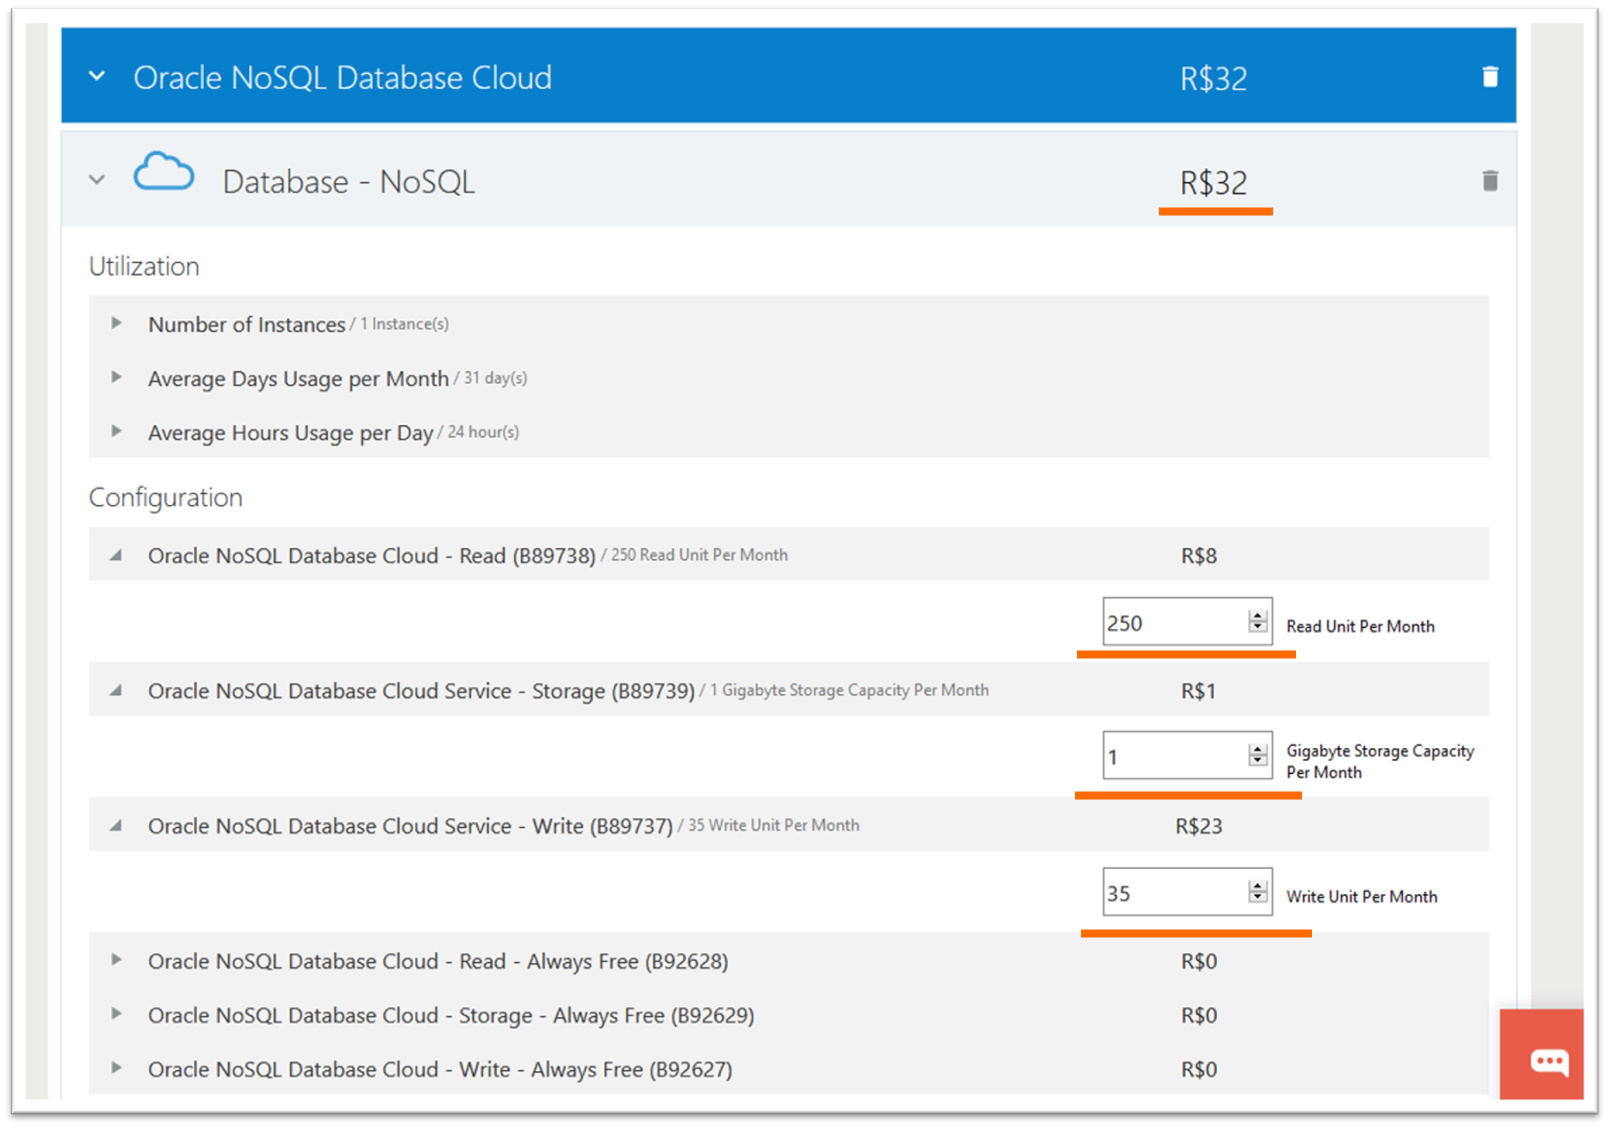 Oracle NoSQL Database Cloud R$32
Database - NoSQL R$32
Utilization
Number of Instances / 1 Instance(s)
Average Days Usage per Month / 31 day(s)
Average Hours Usage per Day / 24 hour(s)
Configuration
Oracle NoSQL Database Cloud - Read (B89738) / 250 Read Unit Per Month R$8
250 Read Unit Per Month
Oracle NoSQL Database Cloud Service - Storage (B89739) / 1 Gigabyte Storage Capacity Per Month R$1
1 Gigabyte Storage Capacity
Per Month
Oracle NoSQL Database Cloud Service - Write (B89737) / 35 Write Unit Per Month R$23
35 Write Unit Per Month
Oracle NoSQL Database Cloud - Read - Always Free (B92628) R$0
Oracle NoSQL Database Cloud - Storage - Always Free (B92629) R$0
Oracle NoSQL Database Cloud - Write - Always Free (B92627) R$0